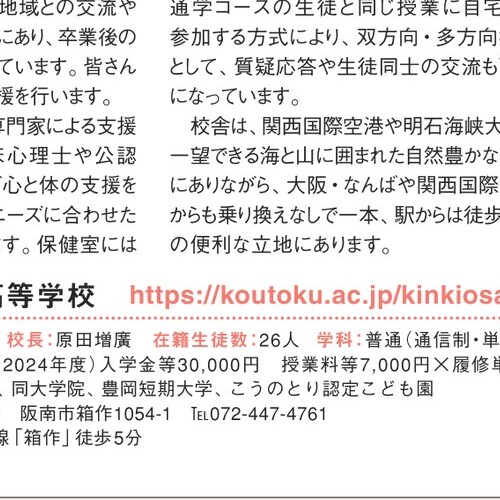 地域との交流や
にあり、卒業後の
ています。皆さん
援を行います。
専門家による支援
心理士や公認
心と体の支援を
ニーズに合わせた
す。保健室には
通学コースの生徒と同じ授業に自宅
参加する方式により、双方向・多方向
として、質疑応答や生徒同士の交流も
になっています。
校舎は、関西国際空港や明石海峡大
一望できる海と山に囲まれた自然豊かな
にありながら、大阪・なんばや関西国際
からも乗り換えなしで一本、駅からは徒歩
の便利な立地にあります。
高等学校 https://koutoku.ac.jp/kinkiosa
校長：原田増廣 在籍生徒数：26人 学科：普通（通信制・単
2024年度）入学金等30,000円 授業料等7,000円×履修単
、同大学院、豊岡短期大学、こうのとり認定こども園
阪南市箱作1054-1 ℡072-447-4761
線「箱作」徒歩5分